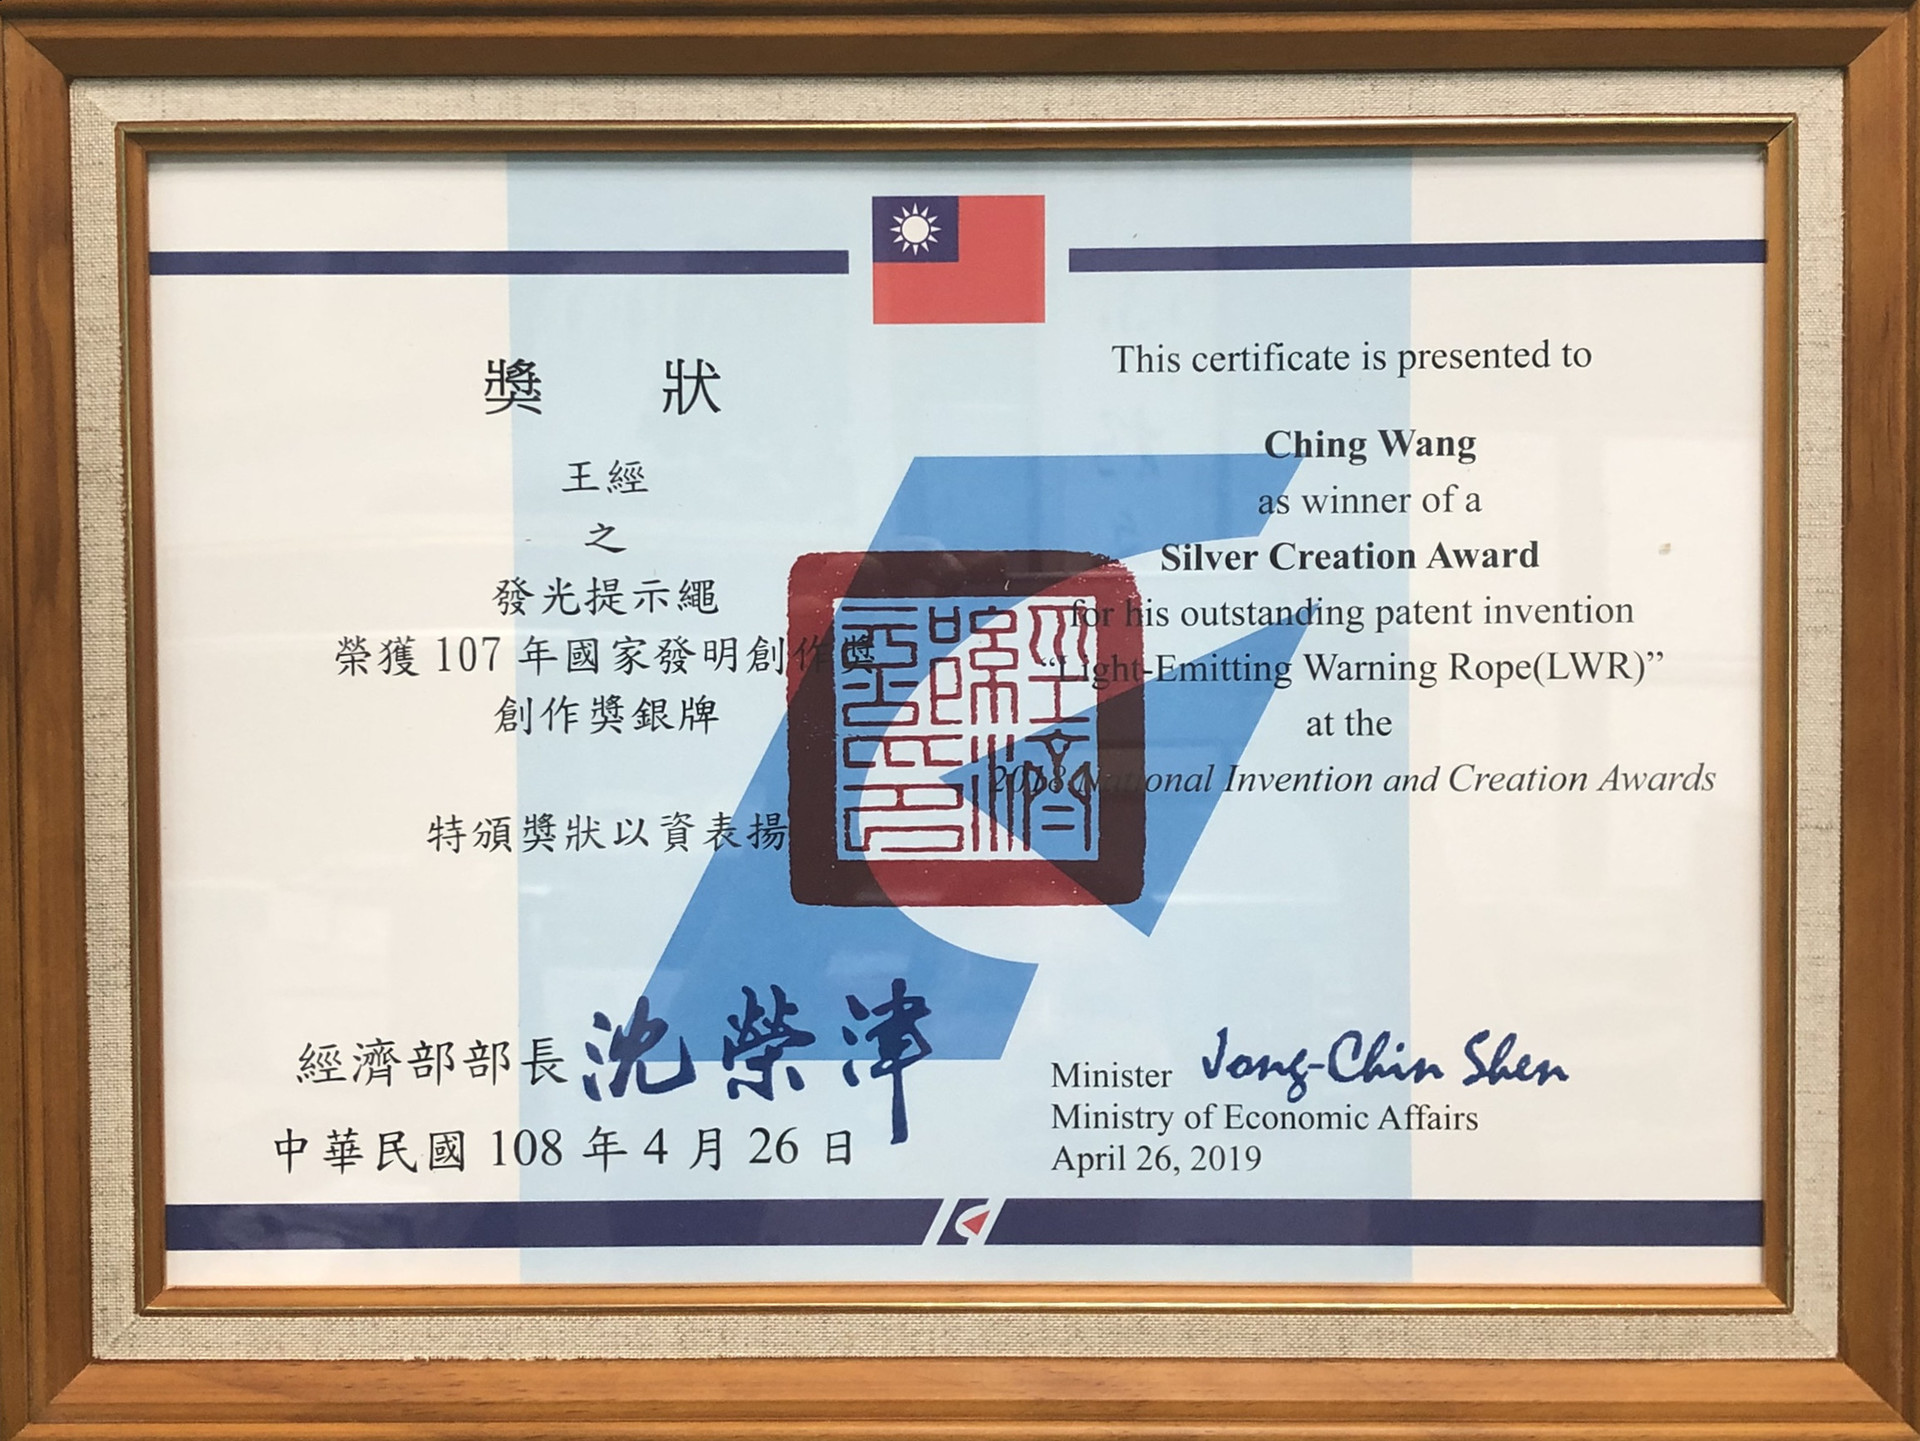 獎 狀
王經
之
發光提示繩
榮獲 107 年國家發明創作獎
創作獎銀牌
特頒獎狀以資表揚
經濟部部長 沈榮津
中華民國 108 年 4 月 26 日
This certificate is presented to
Ching Wang
as winner of a
Silver Creation Award
for his outstanding patent invention
“Light-Emitting Warning Rope(LWR)”
at the
2018 National Invention and Creation Awards
Minister Jong-Chin Shen
Ministry of Economic Affairs
April 26, 2019
經濟部印